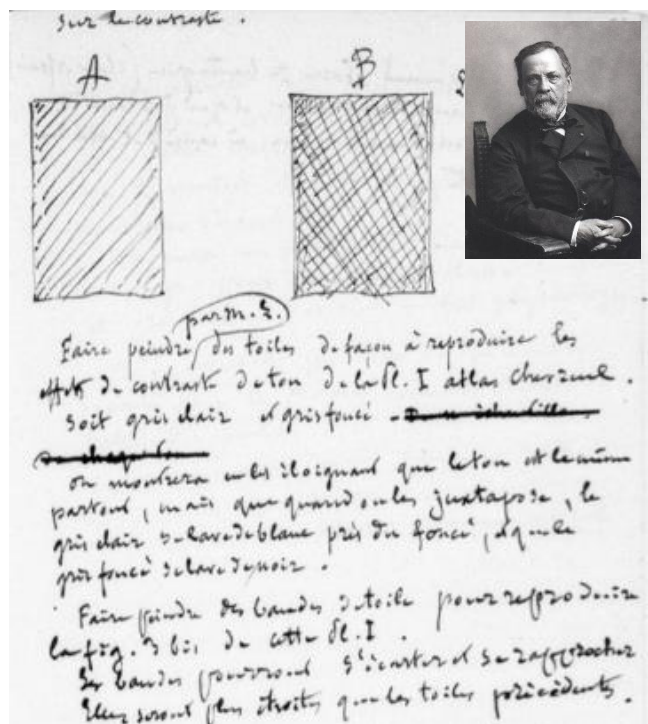 Sur le contraste.
A B
par M. E.
Faire peindre des toiles de façon à reproduire les
effets de contraste de ton de la Pl. I atlas Chevreul.
Soit gris clair et gris foncé
on montrera en les éloignant que le ton est le même
partout, mais que quand on les juxtapose, le
gris clair se lave de blanc près du foncé, et que le
gris foncé se lave de noir.
Faire peindre des bandes de toile pour reproduire
la fig. 3 bis de cette Pl. I.
Les bandes pourront s'écarter et se rapprocher
Elles seront plus étroites que les toiles précédentes.